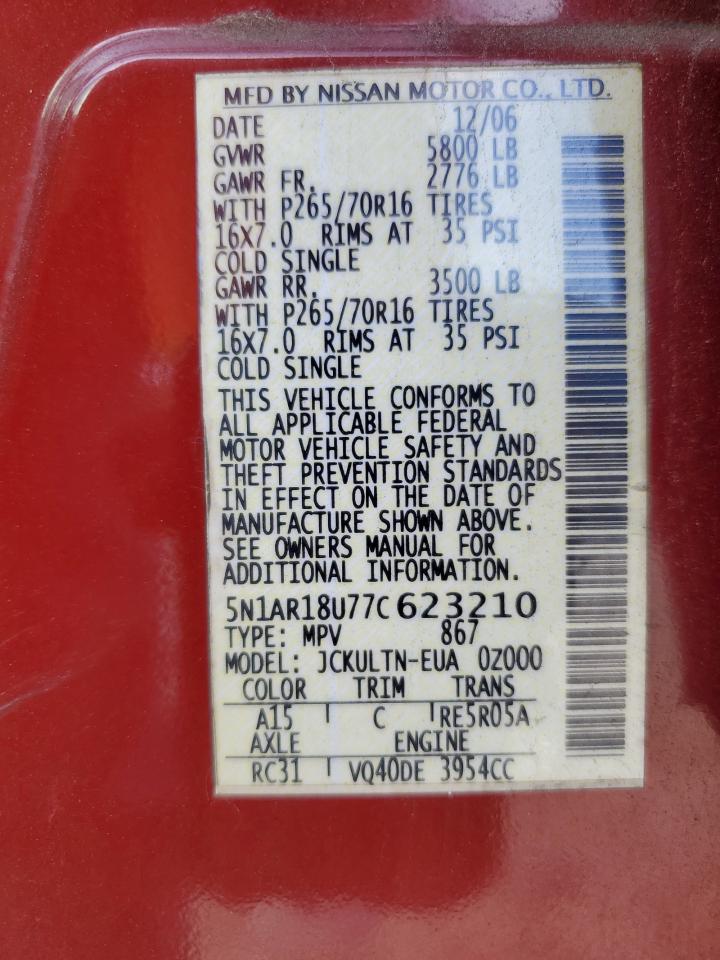 MFD BY NISSAN MOTOR CO., LTD.
DATE 12/06
GVWR 5800 LB
GAWR FR. 2776 LB
WITH P265/70R16 TIRES
16X7.0 RIMS AT 35 PSI
COLD SINGLE
GAWR RR. 3500 LB
WITH P265/70R16 TIRES
16X7.0 RIMS AT 35 PSI
COLD SINGLE
THIS VEHICLE CONFORMS TO
ALL APPLICABLE FEDERAL
MOTOR VEHICLE SAFETY AND
THEFT PREVENTION STANDARDS
IN EFFECT ON THE DATE OF
MANUFACTURE SHOWN ABOVE.
SEE OWNERS MANUAL FOR
ADDITIONAL INFORMATION.
5N1AR18U77C623210
TYPE: MPV 867
MODEL: JCKULTN-EUA 0Z000
COLOR TRIM TRANS
A15 C RE5R05A
AXLE ENGINE
RC31 VQ40DE 3954CC